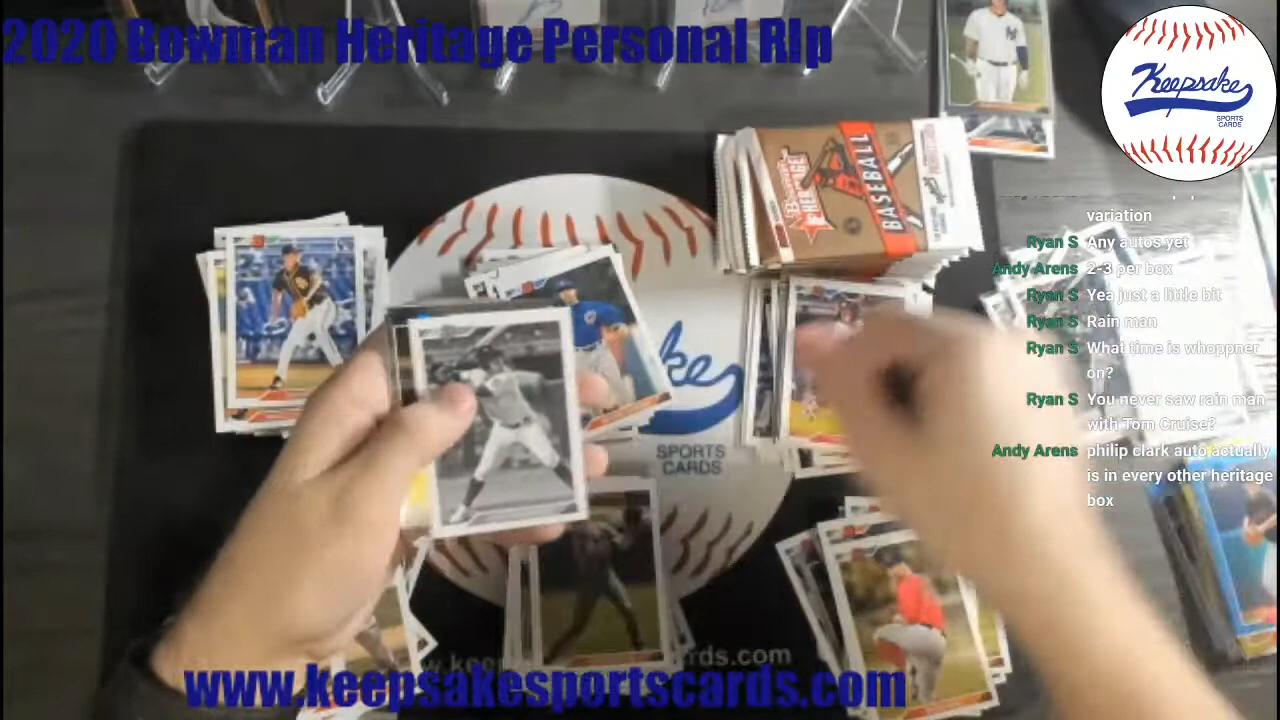 2020 Bowman Heritage Personal Rip
Keepsake
SPORTS
CARDS
Bowman
HERITAGE
BASEBALL
variation
Ryan S Any autos yet
Andy Arens 2-3 per box
Ryan S Yea just a little bit
Ryan S Rain man
Ryan S What time is whoppner
on?
Ryan S You never saw rain man
with Tom Cruise?
Andy Arens philip clark auto actually
is in every other heritage
box
ke
SPORTS
CARDS
www.keepsakesportscards.com